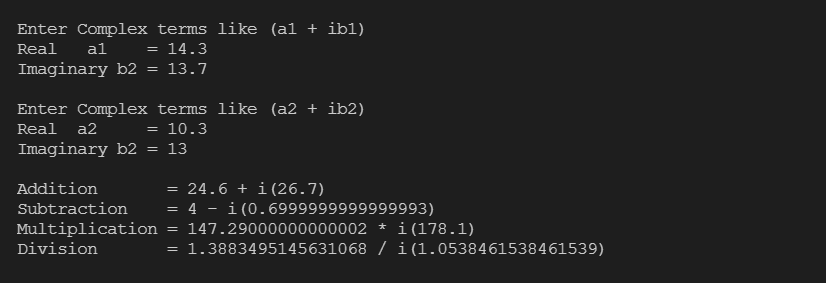 Enter Complex terms like (a1 + ib1)
Real   a1    = 14.3
Imaginary b2 = 13.7
Enter Complex terms like (a2 + ib2)
Real  a2     = 10.3
Imaginary b2 = 13
Addition       = 24.6 + i(26.7)
Subtraction    = 4 - i(0.6999999999999993)
Multiplication = 147.29000000000002 * i(178.1)
Division       = 1.3883495145631068 / i(1.0538461538461539)